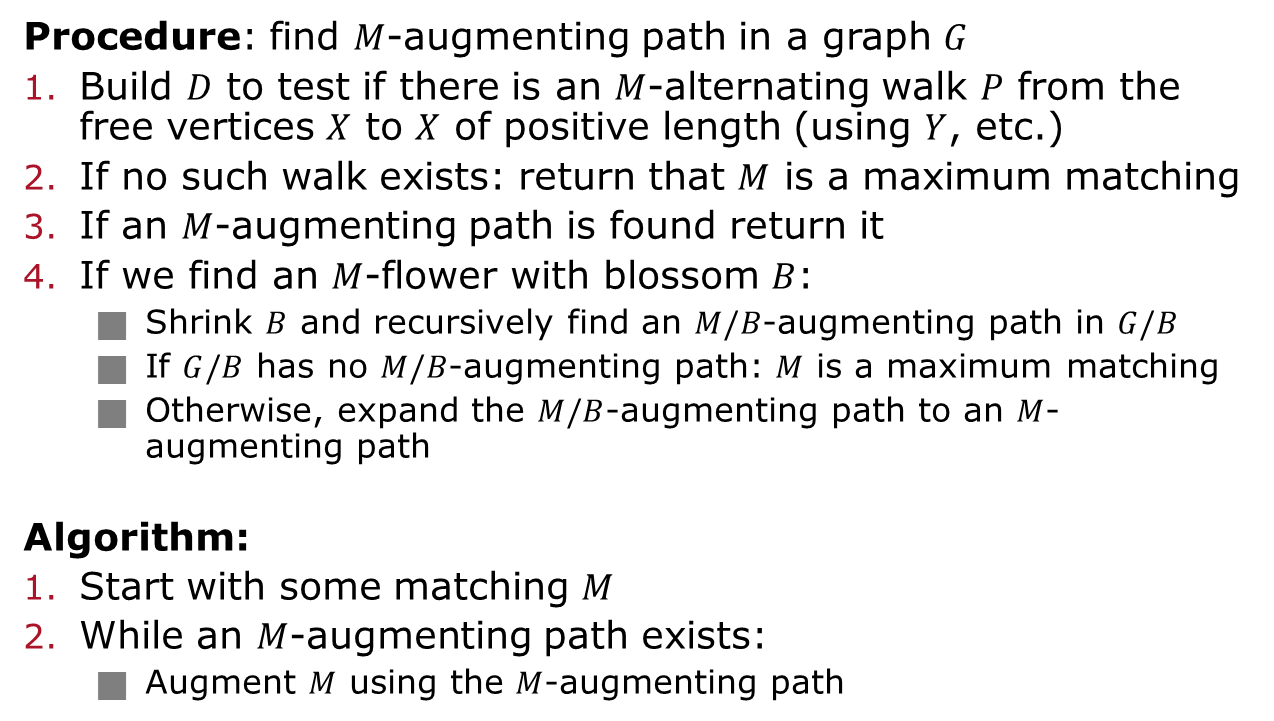 Procedure: find M-augmenting path in a graph G
1. Build D to test if there is an M-alternating walk P from the
free vertices X to X of positive length (using Y, etc.)
2. If no such walk exists: return that M is a maximum matching
3. If an M-augmenting path is found return it
4. If we find an M-flower with blossom B:
Shrink B and recursively find an M/B-augmenting path in G/B
If G/B has no M/B-augmenting path: M is a maximum matching
Otherwise, expand the M/B-augmenting path to an M-
augmenting path
Algorithm:
1. Start with some matching M
2. While an M-augmenting path exists:
Augment M using the M-augmenting path